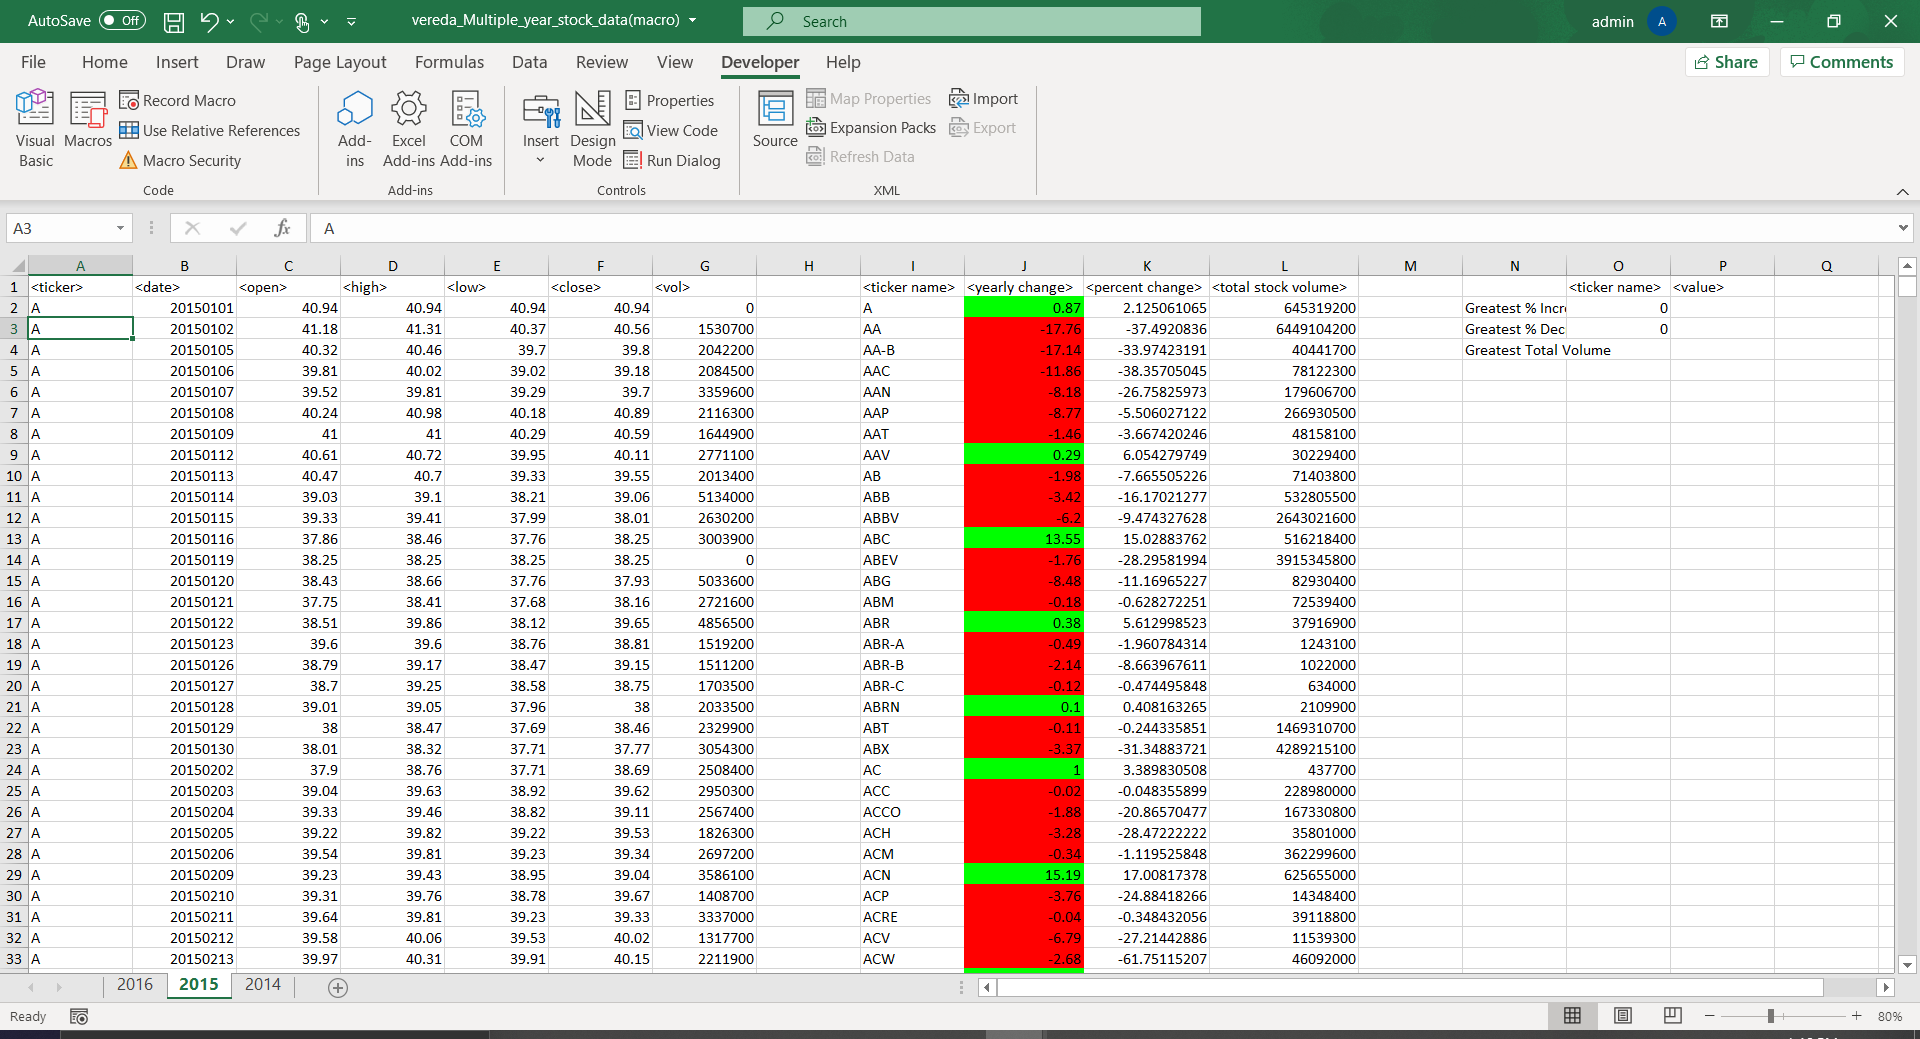 AutoSave Off vereda_Multiple_year_stock_data(macro) Search admin A
File Home Insert Draw Page Layout Formulas Data Review View Developer Help Share Comments
Visual Basic Macros Record Macro Use Relative References Macro Security Code
Add-ins Excel Add-ins COM Add-ins Add-ins
Insert Design Mode Properties View Code Run Dialog Controls
Source Map Properties Expansion Packs Refresh Data Import Export XML
A3 fx A
A B C D E F G H I J K L M N O P Q
1 <ticker> <date> <open> <high> <low> <close> <vol> <ticker name> <yearly change> <percent change> <total stock volume> <ticker name> <value>
2 A 20150101 40.94 40.94 40.94 40.94 0 A 0.87 2.125061065 645319200 Greatest % Incr 0
3 A 20150102 41.18 41.31 40.37 40.56 1530700 AA -17.76 -37.4920836 6449104200 Greatest % Dec 0
4 A 20150105 40.32 40.46 39.7 39.8 2042200 AA-B -17.14 -33.97423191 40441700 Greatest Total Volume
5 A 20150106 39.81 40.02 39.02 39.18 2084500 AAC -11.86 -38.35705045 78122300
6 A 20150107 39.52 39.81 39.29 39.7 3359600 AAN -8.18 -26.75825973 179606700
7 A 20150108 40.24 40.98 40.18 40.89 2116300 AAP -8.77 -5.506027122 266930500
8 A 20150109 41 41 40.29 40.59 1644900 AAT -1.46 -3.667420246 48158100
9 A 20150112 40.61 40.72 39.95 40.11 2771100 AAV 0.29 6.054279749 30229400
10 A 20150113 40.47 40.7 39.33 39.55 2013400 AB -1.98 -7.665505226 71403800
11 A 20150114 39.03 39.1 38.21 39.06 5134000 ABB -3.42 -16.17021277 532805500
12 A 20150115 39.33 39.41 37.99 38.01 2630200 ABBV -6.2 -9.474327628 2643021600
13 A 20150116 37.86 38.46 37.76 38.25 3003900 ABC 13.55 15.02883762 516218400
14 A 20150119 38.25 38.25 38.25 38.25 0 ABEV -1.76 -28.29581994 3915345800
15 A 20150120 38.43 38.66 37.76 37.93 5033600 ABG -8.48 -11.16965227 82930400
16 A 20150121 37.75 38.41 37.68 38.16 2721600 ABM -0.18 -0.628272251 72539400
17 A 20150122 38.51 39.86 38.12 39.65 4856500 ABR 0.38 5.612998523 37916900
18 A 20150123 39.6 39.6 38.76 38.81 1519200 ABR-A -0.49 -1.960784314 1243100
19 A 20150126 38.79 39.17 38.47 39.15 1511200 ABR-B -2.14 -8.663967611 1022000
20 A 20150127 38.7 39.25 38.58 38.75 1703500 ABR-C -0.12 -0.474495848 634000
21 A 20150128 39.01 39.05 37.96 38 2033500 ABRN 0.1 0.408163265 2109900
22 A 20150129 38 38.47 37.69 38.46 2329900 ABT -0.11 -0.244335851 1469310700
23 A 20150130 38.01 38.32 37.71 37.77 3054300 ABX -3.37 -31.34883721 4289215100
24 A 20150202 37.9 38.76 37.71 38.69 2508400 AC 1 3.389830508 437700
25 A 20150203 39.04 39.63 38.92 39.62 2950300 ACC -0.02 -0.048355899 228980000
26 A 20150204 39.33 39.46 38.82 39.11 2567400 ACCO -1.88 -20.86570477 167330800
27 A 20150205 39.22 39.82 39.22 39.53 1826300 ACH -3.28 -28.47222222 35801000
28 A 20150206 39.54 39.81 39.23 39.34 2697200 ACM -0.34 -1.119525848 362299600
29 A 20150209 39.23 39.43 38.95 39.04 3586100 ACN 15.19 17.00817378 625655000
30 A 20150210 39.31 39.76 38.78 39.67 1408700 ACP -3.76 -24.88418266 14348400
31 A 20150211 39.64 39.81 39.23 39.33 3337000 ACRE -0.04 -0.348432056 39118800
32 A 20150212 39.58 40.06 39.53 40.02 1317700 ACV -6.79 -27.21442886 11539300
33 A 20150213 39.97 40.31 39.91 40.15 2211900 ACW -2.68 -61.75115207 46092000
2016 2015 2014
Ready 80%